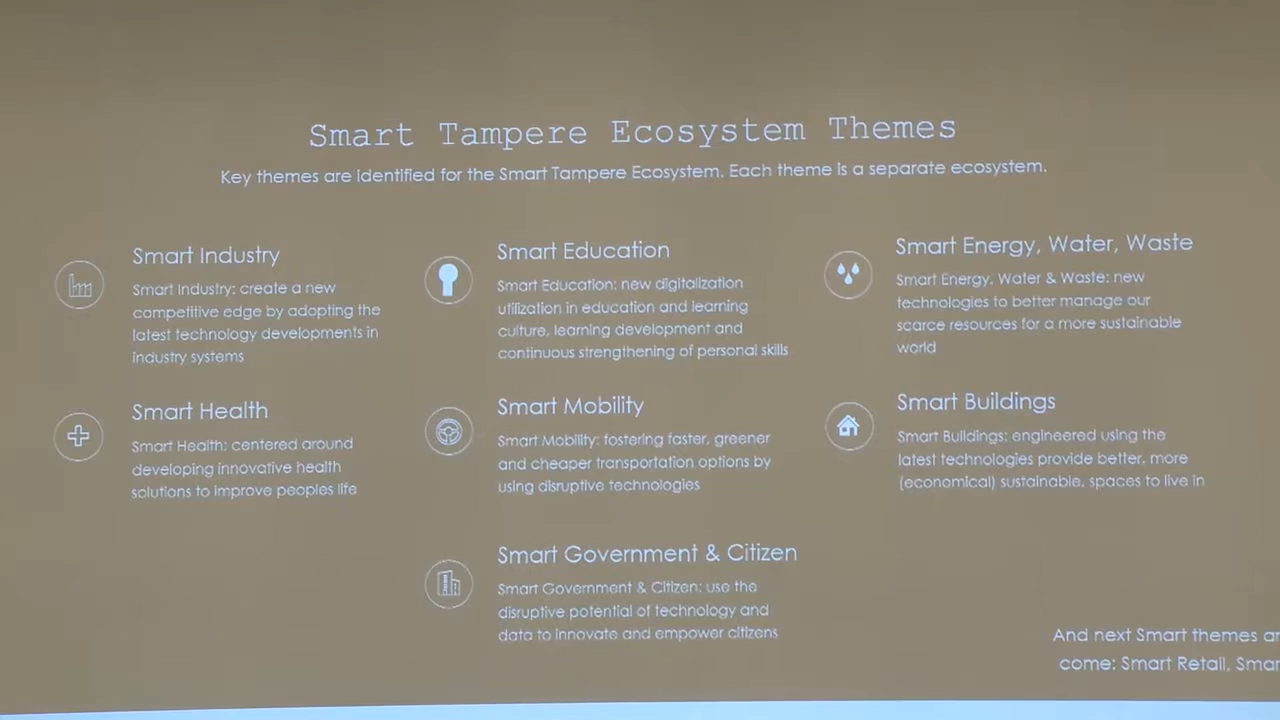 Smart Tampere Ecosystem Themes
Key themes are identified for the Smart Tampere Ecosystem. Each theme is a separate ecosystem.
Smart Industry
Smart Industry: create a new
competitive edge by adopting the
latest technology developments in
industry systems
Smart Education
Smart Education: new digitalization
utilization in education and learning
culture, learning development and
continuous strengthening of personal skills
Smart Energy, Water, Waste
Smart Energy, Water & Waste: new
technologies to better manage our
scarce resources for a more sustainable
world
Smart Health
Smart Health: centered around
developing innovative health
solutions to improve peoples life
Smart Mobility
Smart Mobility: fostering faster, greener
and cheaper transportation options by
using disruptive technologies
Smart Buildings
Smart Buildings: engineered using the
latest technologies provide better, more
(economical) sustainable, spaces to live in
Smart Government & Citizen
Smart Government & Citizen: use the
disruptive potential of technology and
data to innovate and empower citizens
And next Smart themes
come: Smart Retail,